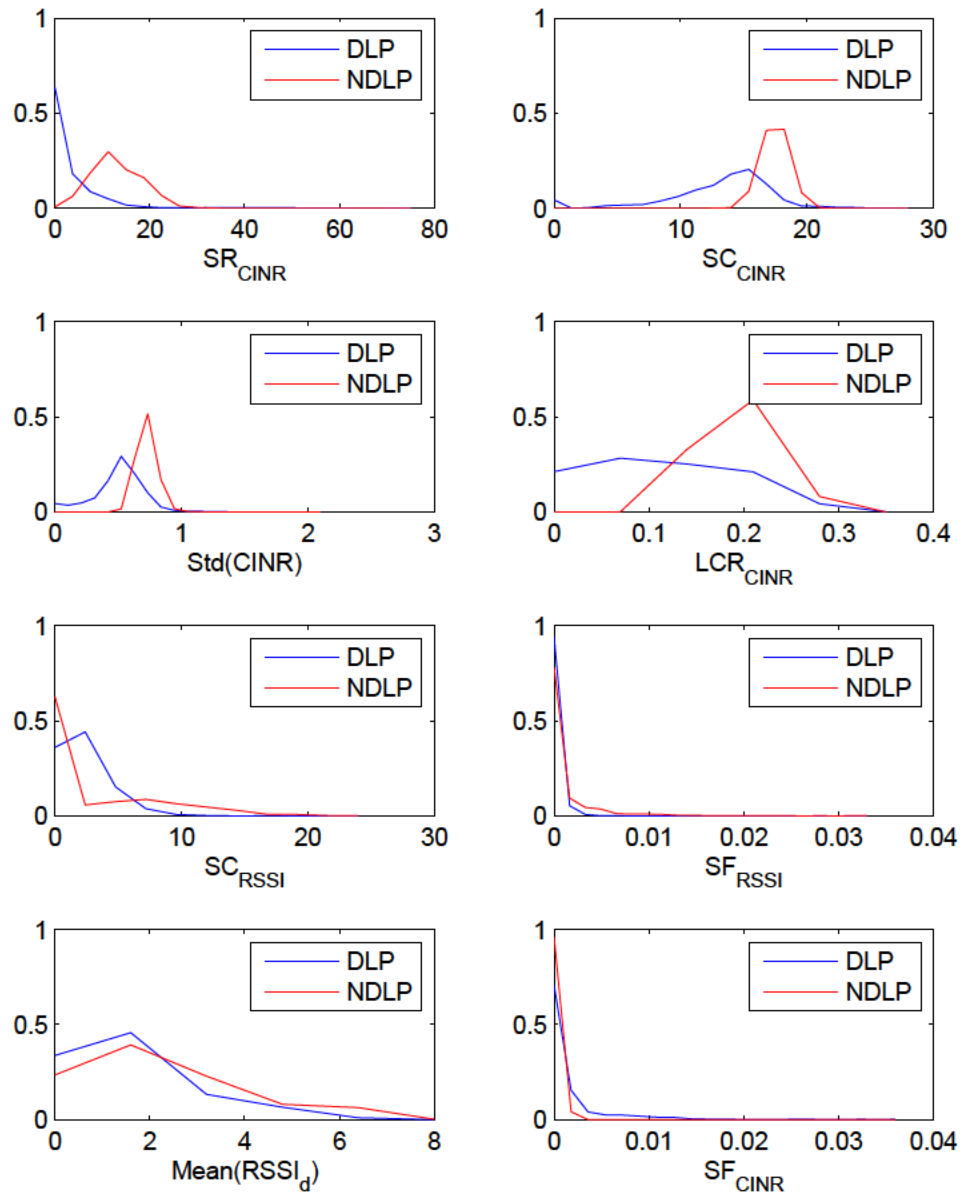 1
0.5
0
DLP
NDLP
0 20 40 60 80
SR_CINR
1
0.5
0
DLP
NDLP
0 10 20 30
SC_CINR
1
0.5
0
DLP
NDLP
0 1 2 3
Std(CINR)
1
0.5
0
DLP
NDLP
0 0.1 0.2 0.3 0.4
LCR_CINR
1
0.5
0
DLP
NDLP
0 10 20 30
SC_RSSI
1
0.5
0
DLP
NDLP
0 0.01 0.02 0.03 0.04
SF_RSSI
1
0.5
0
DLP
NDLP
0 2 4 6 8
Mean(RSSI_d)
1
0.5
0
DLP
NDLP
0 0.01 0.02 0.03 0.04
SF_CINR